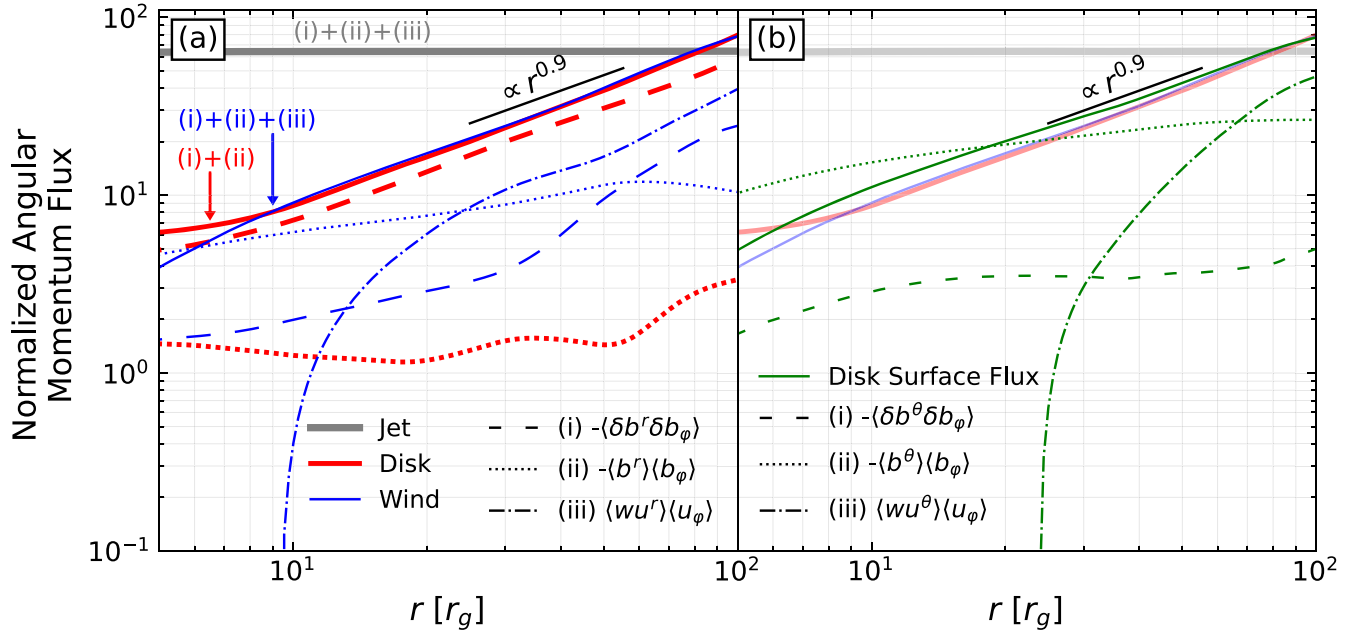 Normalized Angular
Momentum Flux
(a)
(i)+(ii)+(iii)
(i)+(ii)+(iii)
(i)+(ii)
∝ r^{0.9}
Jet
Disk
Wind
(i) -⟨δb^r δb_φ⟩
(ii) -⟨b^r⟩⟨b_φ⟩
(iii) ⟨wu^r⟩⟨u_φ⟩
(b)
∝ r^{0.9}
Disk Surface Flux
(i) -⟨δb^θ δb_φ⟩
(ii) -⟨b^θ⟩⟨b_φ⟩
(iii) ⟨wu^θ⟩⟨u_φ⟩
10^2
10^1
10^0
10^{-1}
10^1
10^2
10^1
10^2
r [r_g]
r [r_g]